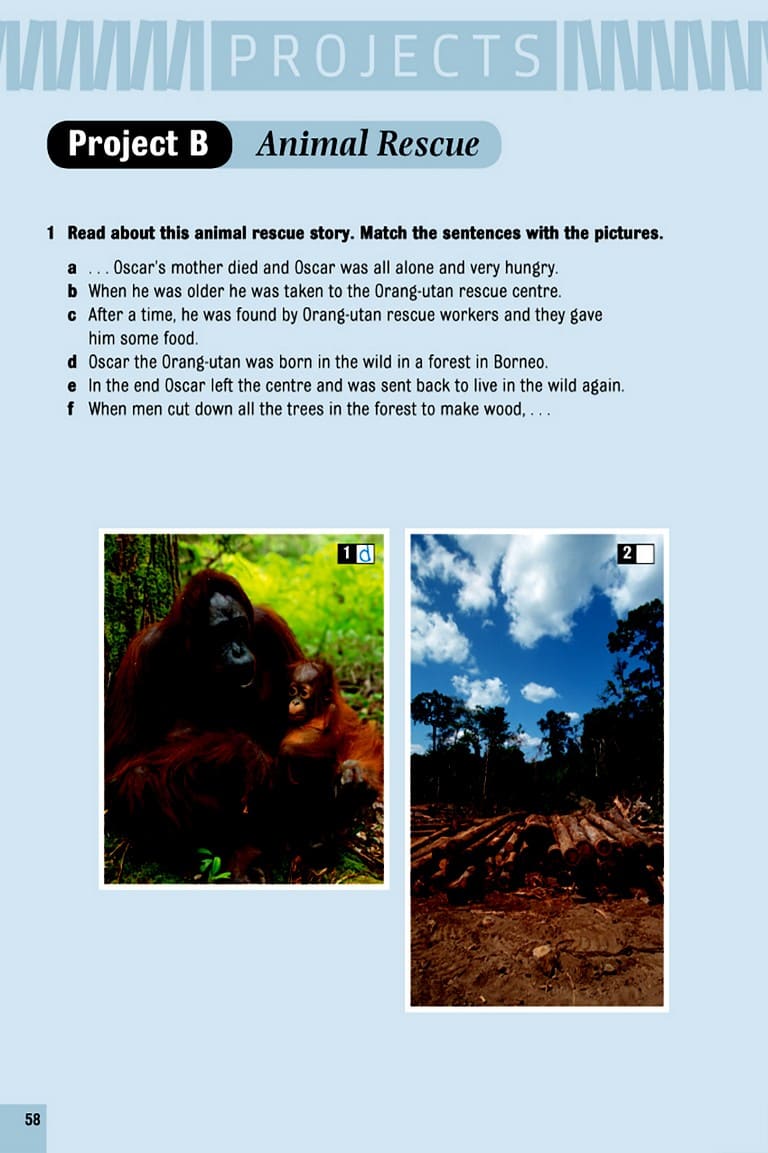 PROJECTS
Project B Animal Rescue
1 Read about this animal rescue story. Match the sentences with the pictures.
a ... Oscar's mother died and Oscar was all alone and very hungry.
b When he was older he was taken to the Orang-utan rescue centre.
c After a time, he was found by Orang-utan rescue workers and they gave
him some food.
d Oscar the Orang-utan was born in the wild in a forest in Borneo.
e In the end Oscar left the centre and was sent back to live in the wild again.
f When men cut down all the trees in the forest to make wood, ...
1 d
2
58